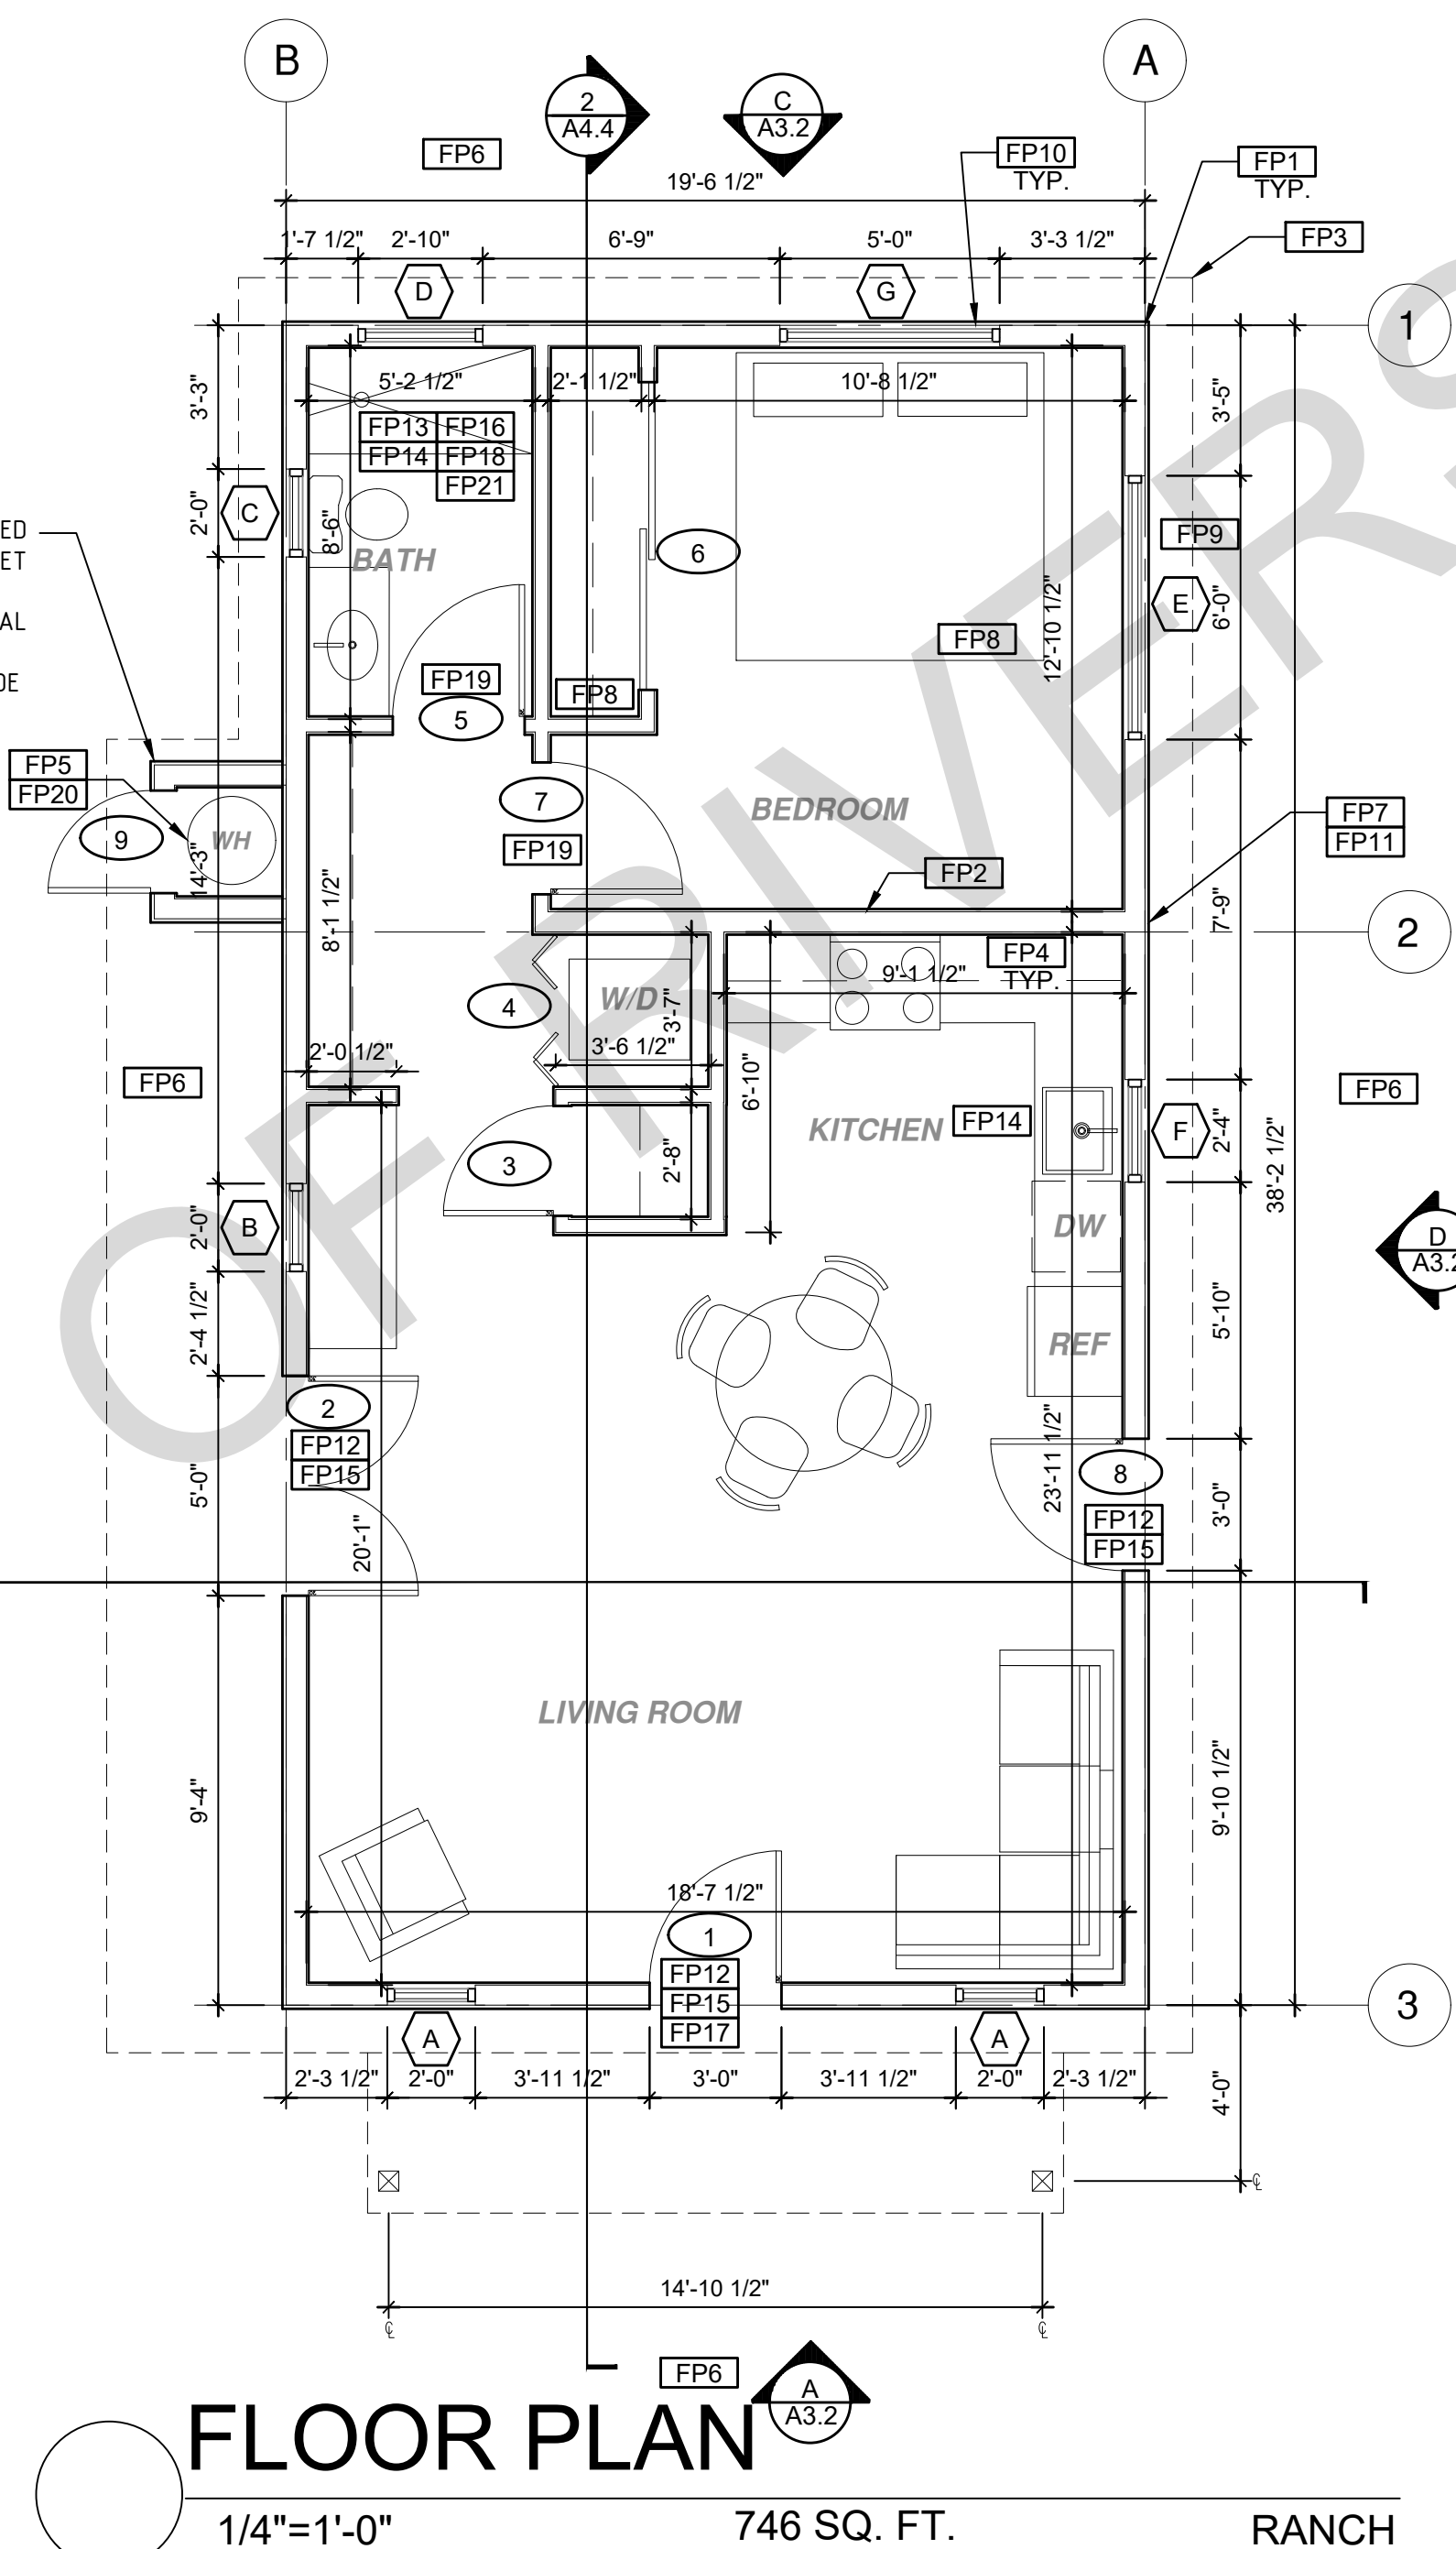 B
A
2
A4.4
C
A3.2
FP6
FP10
TYP.
FP1
TYP.
19'-6 1/2"
FP3
1'-7 1/2" 2'-10" 6'-9" 5'-0" 3'-3 1/2"
D
G
1
3'-3"
5'-2 1/2" 2'-1 1/2" 10'-8 1/2"
3'-5"
FP13 FP16
FP14 FP18
FP21
2'-0"
C
8'-6"
BATH
6
FP9
E
6'-0"
12'-10 1/2"
FP8
ED
ET
AL
DE
FP19
5
FP8
FP5
FP20
9
WH
14'-3"
7
FP19
BEDROOM
FP7
FP11
FP2
7'-9"
2
8'-1 1/2"
FP4
TYP.
9'-1 1/2"
4
W/D
3'-7"
3'-6 1/2"
2'-0 1/2"
FP6
6'-10"
FP6
KITCHEN
FP14
F
2'-4"
38'-2 1/2"
3
2'-8"
B
2'-0"
DW
D
A3.2
2'-4 1/2"
5'-10"
REF
2
FP12
FP15
5'-0"
20'-1"
23'-11 1/2"
8
FP12
FP15
3'-0"
LIVING ROOM
9'-4"
9'-10 1/2"
18'-7 1/2"
1
FP12
FP15
FP17
3
A
A
2'-3 1/2" 2'-0" 3'-11 1/2" 3'-0" 3'-11 1/2" 2'-0" 2'-3 1/2"
4'-0"
℄
14'-10 1/2"
℄ ℄
FP6
A
A3.2
FLOOR PLAN
1/4"=1'-0" 746 SQ. FT. RANCH
OF RIVERS